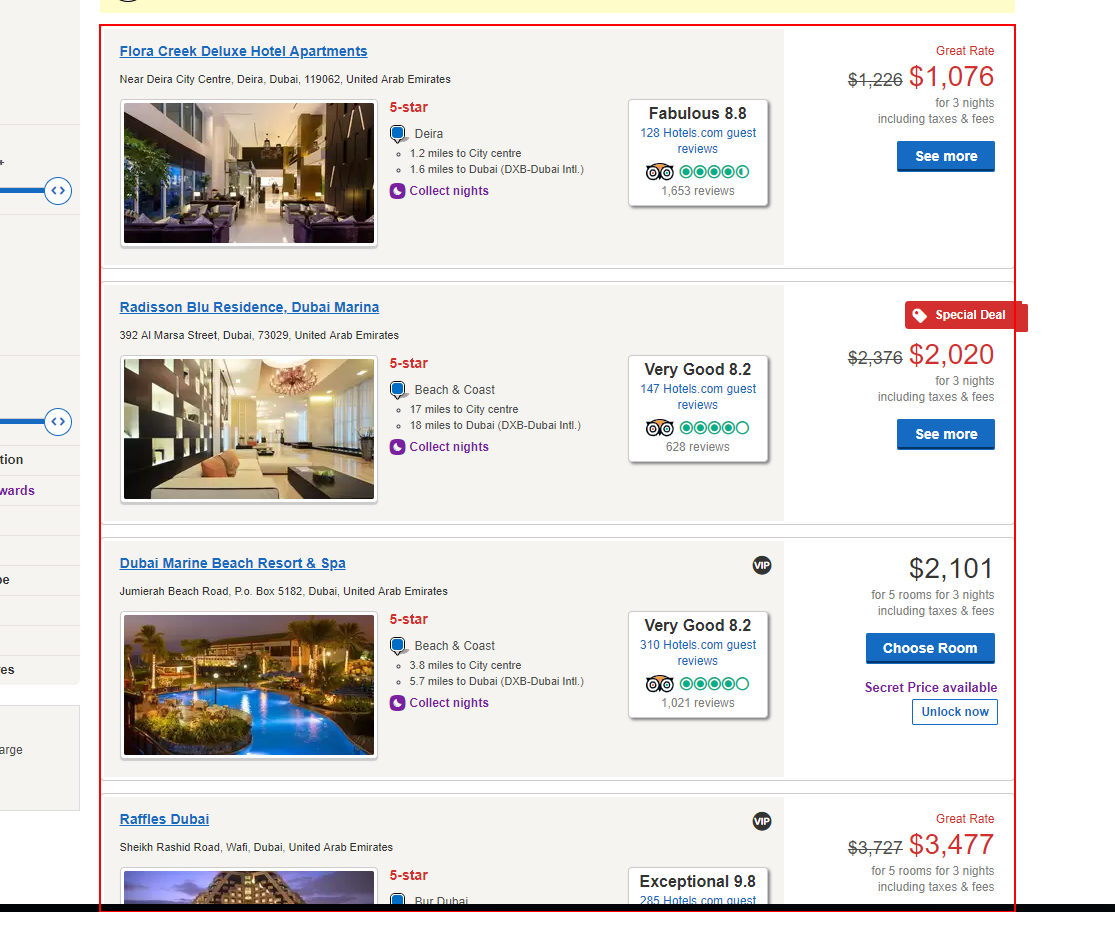 Flora Creek Deluxe Hotel Apartments
Near Deira City Centre, Deira, Dubai, 119062, United Arab Emirates
5-star
Deira
1.2 miles to City centre
1.6 miles to Dubai (DXB-Dubai Intl.)
Collect nights
Fabulous 8.8
128 Hotels.com guest
reviews
1,653 reviews
Great Rate
$1,226 $1,076
for 3 nights
including taxes & fees
See more
Radisson Blu Residence, Dubai Marina
392 Al Marsa Street, Dubai, 73029, United Arab Emirates
5-star
Beach & Coast
17 miles to City centre
18 miles to Dubai (DXB-Dubai Intl.)
Collect nights
Very Good 8.2
147 Hotels.com guest
reviews
628 reviews
Special Deal
$2,376 $2,020
for 3 nights
including taxes & fees
See more
Dubai Marine Beach Resort & Spa
VIP
Jumierah Beach Road, P.o. Box 5182, Dubai, United Arab Emirates
5-star
Beach & Coast
3.8 miles to City centre
5.7 miles to Dubai (DXB-Dubai Intl.)
Collect nights
Very Good 8.2
310 Hotels.com guest
reviews
1,021 reviews
$2,101
for 5 rooms for 3 nights
including taxes & fees
Choose Room
Secret Price available
Unlock now
Raffles Dubai
VIP
Sheikh Rashid Road, Wafi, Dubai, United Arab Emirates
5-star
Bur Dubai
Exceptional 9.8
285 Hotels.com guest
Great Rate
$3,727 $3,477
for 5 rooms for 3 nights
including taxes & fees